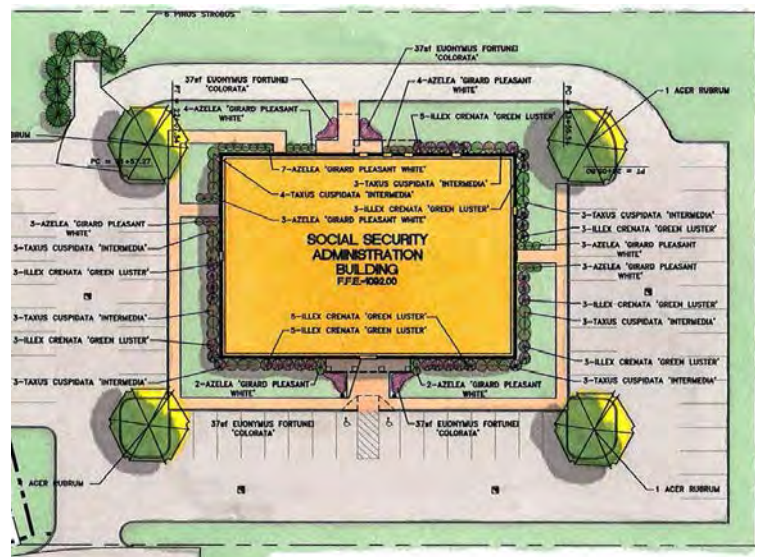 6 PINUS STROBUS
37sf EUONYMUS FORTUNEI
'COLORATA'
37sf EUONYMUS FORTUNEI
'COLORATA'
4-AZELEA 'GIRARD PLEASANT
WHITE'
4-AZELEA 'GIRARD PLEASANT
WHITE'
5-ILLEX CRENATA 'GREEN LUSTER'
1 ACER RUBRUM
RUBRUM
7-AZELEA 'GIRARD PLEASANT WHITE'
3-TAXUS CUSPIDATA 'INTERMEDIA'
4-TAXUS CUSPIDATA 'INTERMEDIA'
3-ILLEX CRENATA 'GREEN LUSTER'
3-AZELEA 'GIRARD PLEASANT WHITE'
3-AZELEA 'GIRARD PLEASANT
WHITE'
3-TAXUS CUSPIDATA 'INTERMEDIA'
3-ILLEX CRENATA 'GREEN LUSTER'
3-TAXUS CUSPIDATA 'INTERMEDIA'
3-ILLEX CRENATA 'GREEN LUSTER'
3-TAXUS CUSPIDATA 'INTERMEDIA'
SOCIAL SECURITY
ADMINISTRATION
BUILDING
F.F.E.=1092.00
3-TAXUS CUSPIDATA 'INTERMEDIA'
3-ILLEX CRENATA 'GREEN LUSTER'
3-AZELEA 'GIRARD PLEASANT
WHITE'
3-AZELEA 'GIRARD PLEASANT
WHITE'
3-ILLEX CRENATA 'GREEN LUSTER'
3-TAXUS CUSPIDATA 'INTERMEDIA'
3-ILLEX CRENATA 'GREEN LUSTER'
3-TAXUS CUSPIDATA 'INTERMEDIA'
5-ILLEX CRENATA 'GREEN LUSTER'
5-ILLEX CRENATA 'GREEN LUSTER'
2-AZELEA 'GIRARD PLEASANT
WHITE'
2-AZELEA 'GIRARD PLEASANT
WHITE'
37sf EUONYMUS FORTUNEI
'COLORATA'
37sf EUONYMUS FORTUNEI
'COLORATA'
ACER RUBRUM
1 ACER RUBRUM